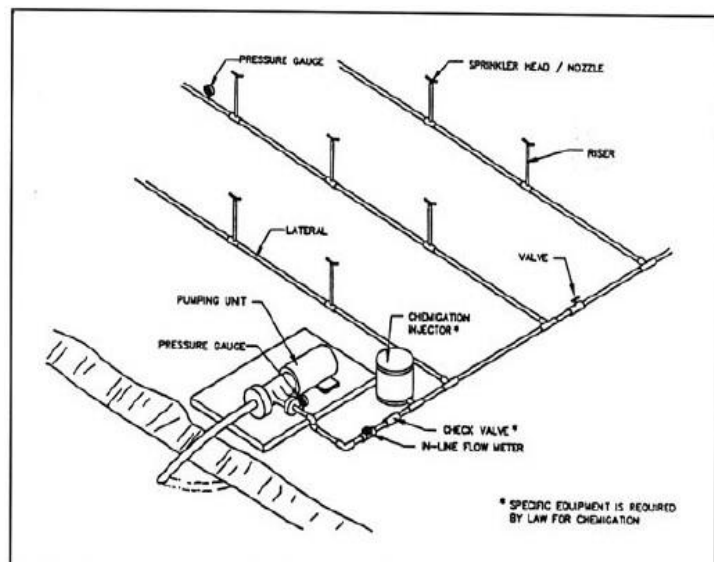 PRESSURE GAUGE
SPRINKLER HEAD / NOZZLE
RISER
LATERAL
VALVE
PUMPING UNIT
CHEMIGATION
INJECTOR*
PRESSURE GAUGE
CHECK VALVE*
IN-LINE FLOW METER
* SPECIFIC EQUIPMENT IS REQUIRED
BY LAW FOR CHEMIGATION